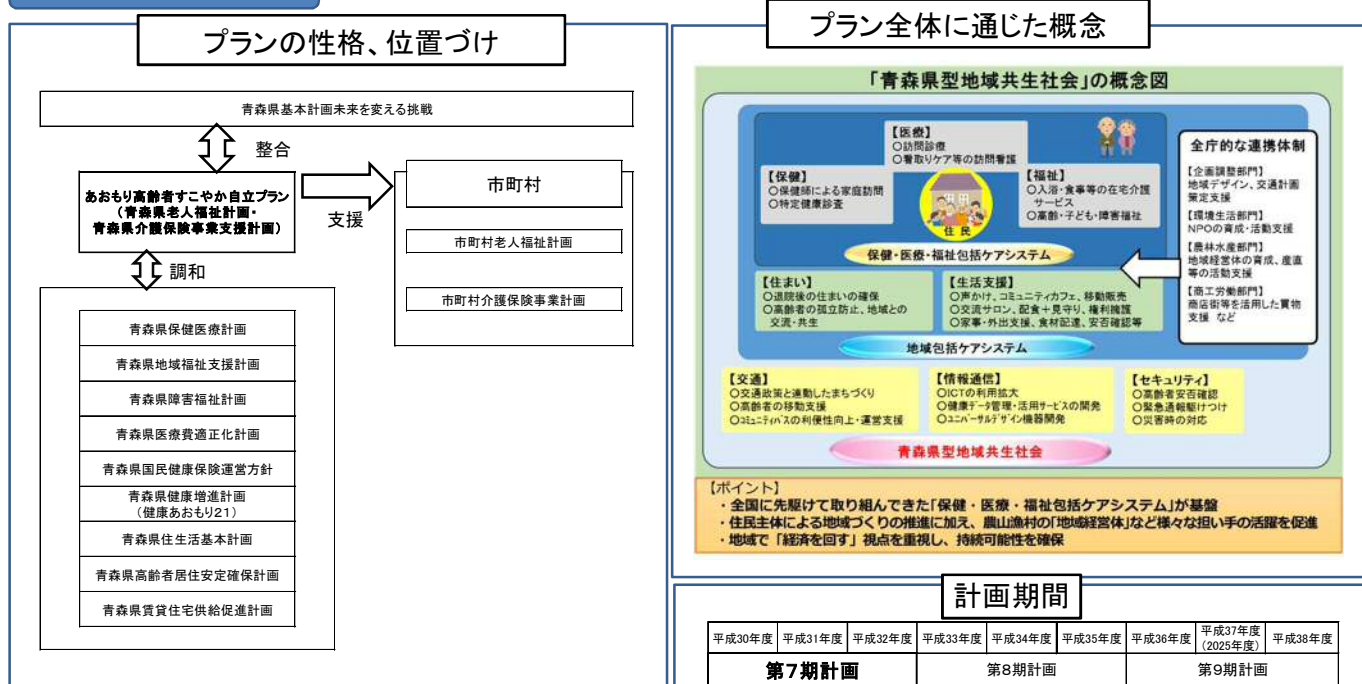 プランの性格、位置づけ
青森県基本計画未来を変える挑戦
整合
あおもり高齢者すこやか自立プラン
（青森県老人福祉計画・
青森県介護保険事業支援計画）
支援
市町村
市町村老人福祉計画
市町村介護保険事業計画
調和
青森県保健医療計画
青森県地域福祉支援計画
青森県障害福祉計画
青森県医療費適正化計画
青森県国民健康保険運営方針
青森県健康増進計画
（健康あおもり２１）
青森県住生活基本計画
青森県高齢者居住安定確保計画
青森県賃貸住宅供給促進計画
プラン全体に通じた概念
「青森県型地域共生社会」の概念図
【医療】
○訪問診療
○看取りケア等の訪問看護
【保健】
○保健師による家庭訪問
○特定健康診査
【福祉】
○入浴・食事等の在宅介護
サービス
○高齢・子ども・障害福祉
住民
保健・医療・福祉包括ケアシステム
【住まい】
○退院後の住まいの確保
○高齢者の孤立防止、地域との
交流・共生
【生活支援】
○声かけ、コミュニティカフェ、移動販売
○交流サロン、配食＋見守り、権利擁護
○家事・外出支援、食材配達、安否確認等
地域包括ケアシステム
全庁的な連携体制
【企画調整部門】
地域デザイン、交通計画
策定支援
【環境生活部門】
NPOの育成・活動支援
【農林水産部門】
地域経営体の育成、産直
等の活動支援
【商工労働部門】
商店街等を活用した買物
支援 など
【交通】
○交通政策と連動したまちづくり
○高齢者の移動支援
○コミュニティバスの利便性向上・運営支援
【情報通信】
○ICTの利用拡大
○健康データ管理・活用サービスの開発
○ユニバーサルデザイン機器開発
【セキュリティ】
○高齢者安否確認
○緊急通報駆けつけ
○災害時の対応
青森県型地域共生社会
【ポイント】
・全国に先駆けて取り組んできた「保健・医療・福祉包括ケアシステム」が基盤
・住民主体による地域づくりの推進に加え、農山漁村の「地域経営体」など様々な担い手の活躍を促進
・地域で「経済を回す」視点を重視し、持続可能性を確保
計画期間
平成30年度 平成31年度 平成32年度 平成33年度 平成34年度 平成35年度 平成36年度 平成37年度（2025年度） 平成38年度
第７期計画 第8期計画 第9期計画